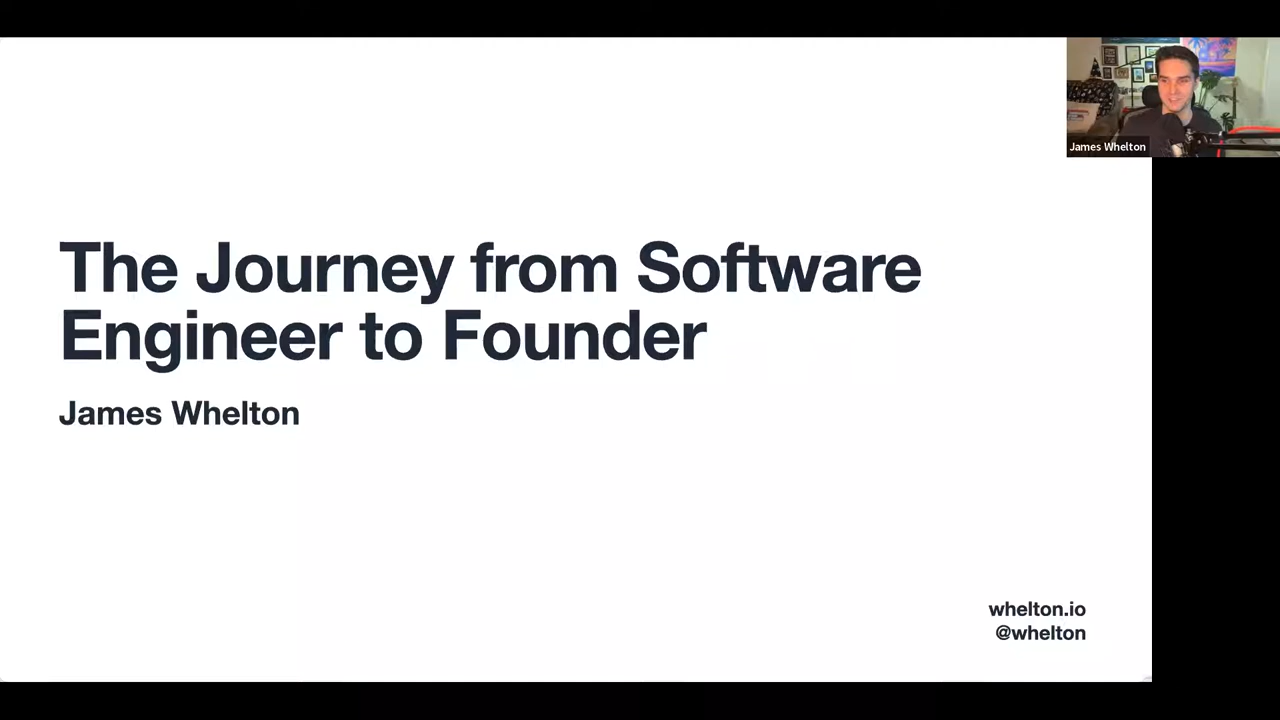 James Whelton
The Journey from Software
Engineer to Founder
James Whelton
whelton.io
@whelton